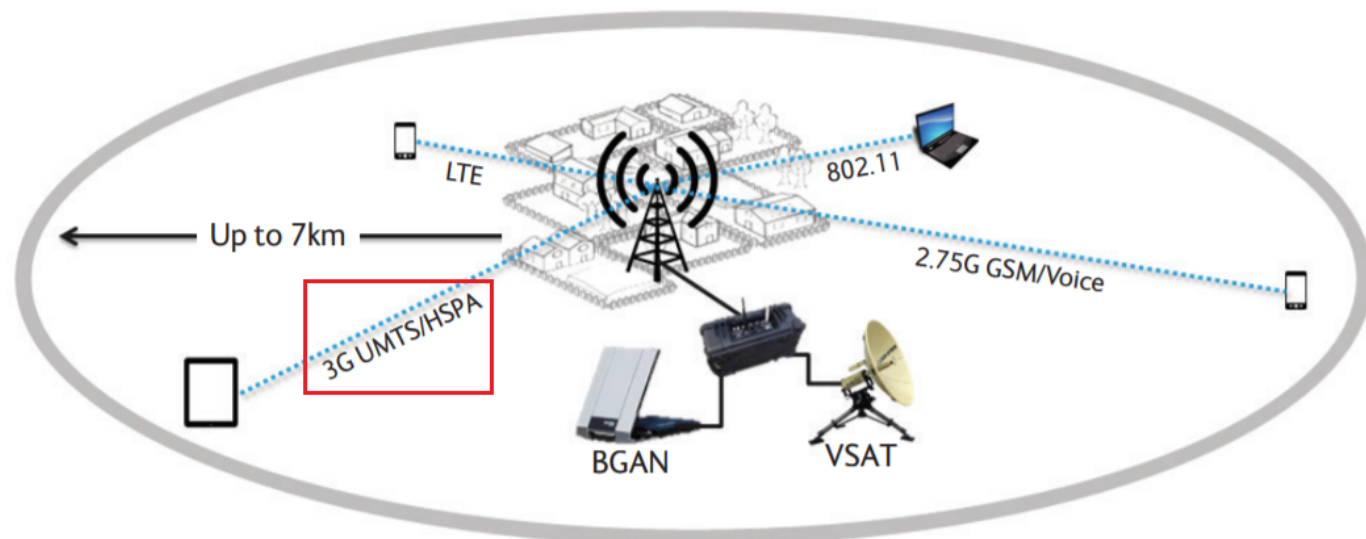 LTE
802.11
Up to 7km
2.75G GSM/Voice
3G UMTS/HSPA
BGAN
VSAT